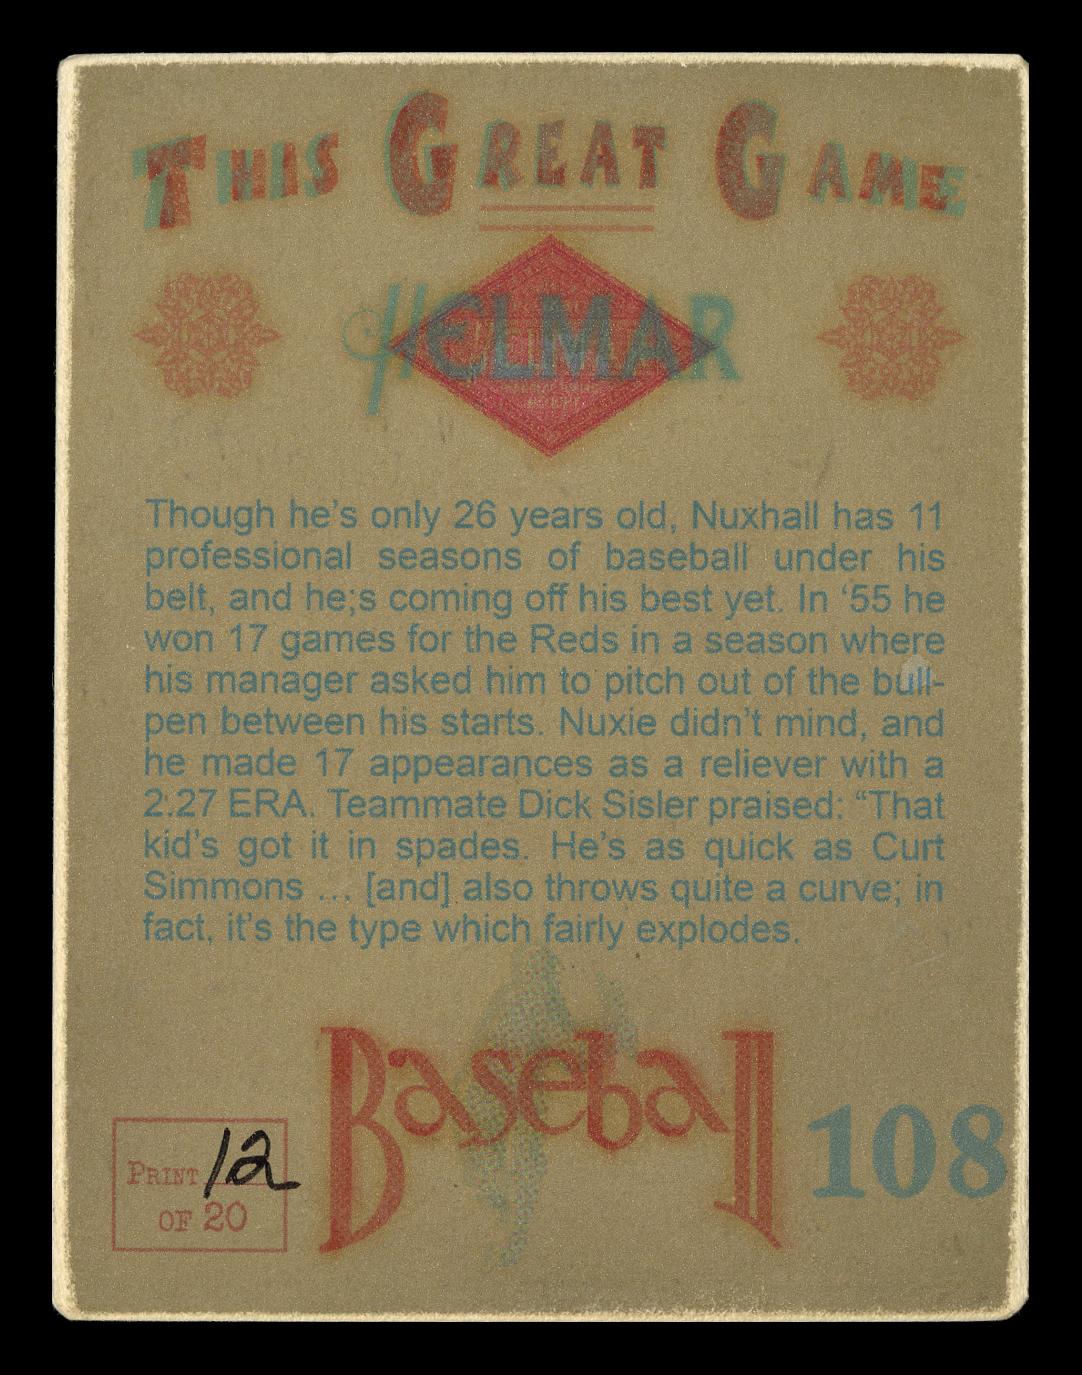 THIS GREAT GAME
HELMAR
Though he's only 26 years old, Nuxhall has 11
professional seasons of baseball under his
belt, and he;s coming off his best yet. In ‘55 he
won 17 games for the Reds in a season where
his manager asked him to pitch out of the bull-
pen between his starts. Nuxie didn't mind, and
he made 17 appearances as a reliever with a
2:27 ERA. Teammate Dick Sisler praised: “That
kid's got it in spades. He's as quick as Curt
Simmons ... [and] also throws quite a curve; in
fact, it's the type which fairly explodes.
Baseball
108
PRINT 12
OF 20